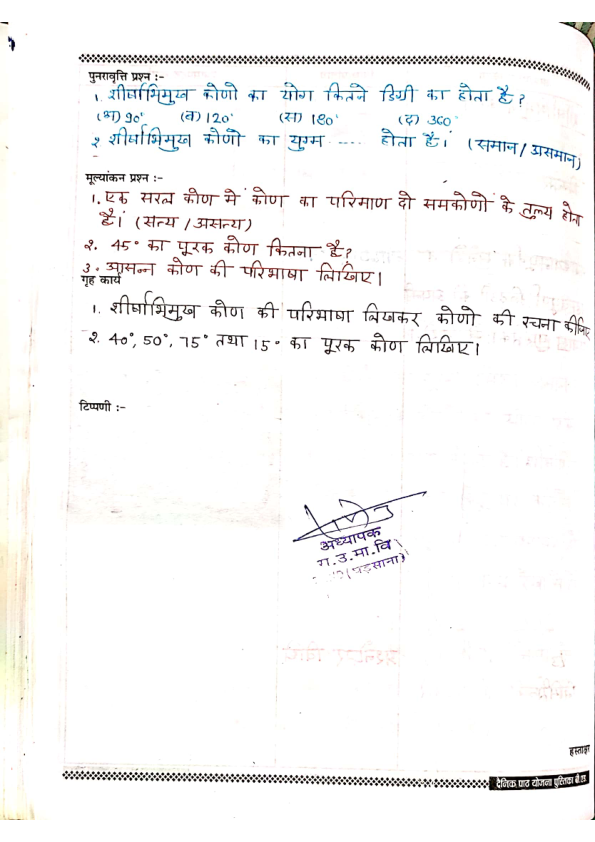 पुनरावृत्ति प्रश्न :-
1. शीर्षाभिमुख कोणो का योग कितने डिग्री का होता है?
(अ) 90° (ब) 120° (स) 180° (द) 360°
2 शीर्षाभिमुख कोणो का युग्म .... होता है। (समान / असमान)
मूल्यांकन प्रश्न :-
1. एक सरल कोण मे कोण का परिमाण दो समकोणों के तुल्य होता
है। (सत्य / असत्य)
2. 45° का पूरक कोण कितना है?
3. आसन्न कोण की परिभाषा लिखिए।
गृह कार्य
1. शीर्षाभिमुख कोण की परिभाषा लिखकर कोणो की रचना कीजिए
2. 40°, 50°, 75° तथा 15° का पूरक कोण लिखिए।
टिप्पणी :-
अध्यापक
ग.उ.मा.वि
(घड़साना)
हस्ताक्षर
दैनिक पाठ योजना पुस्तिका बी.एड.